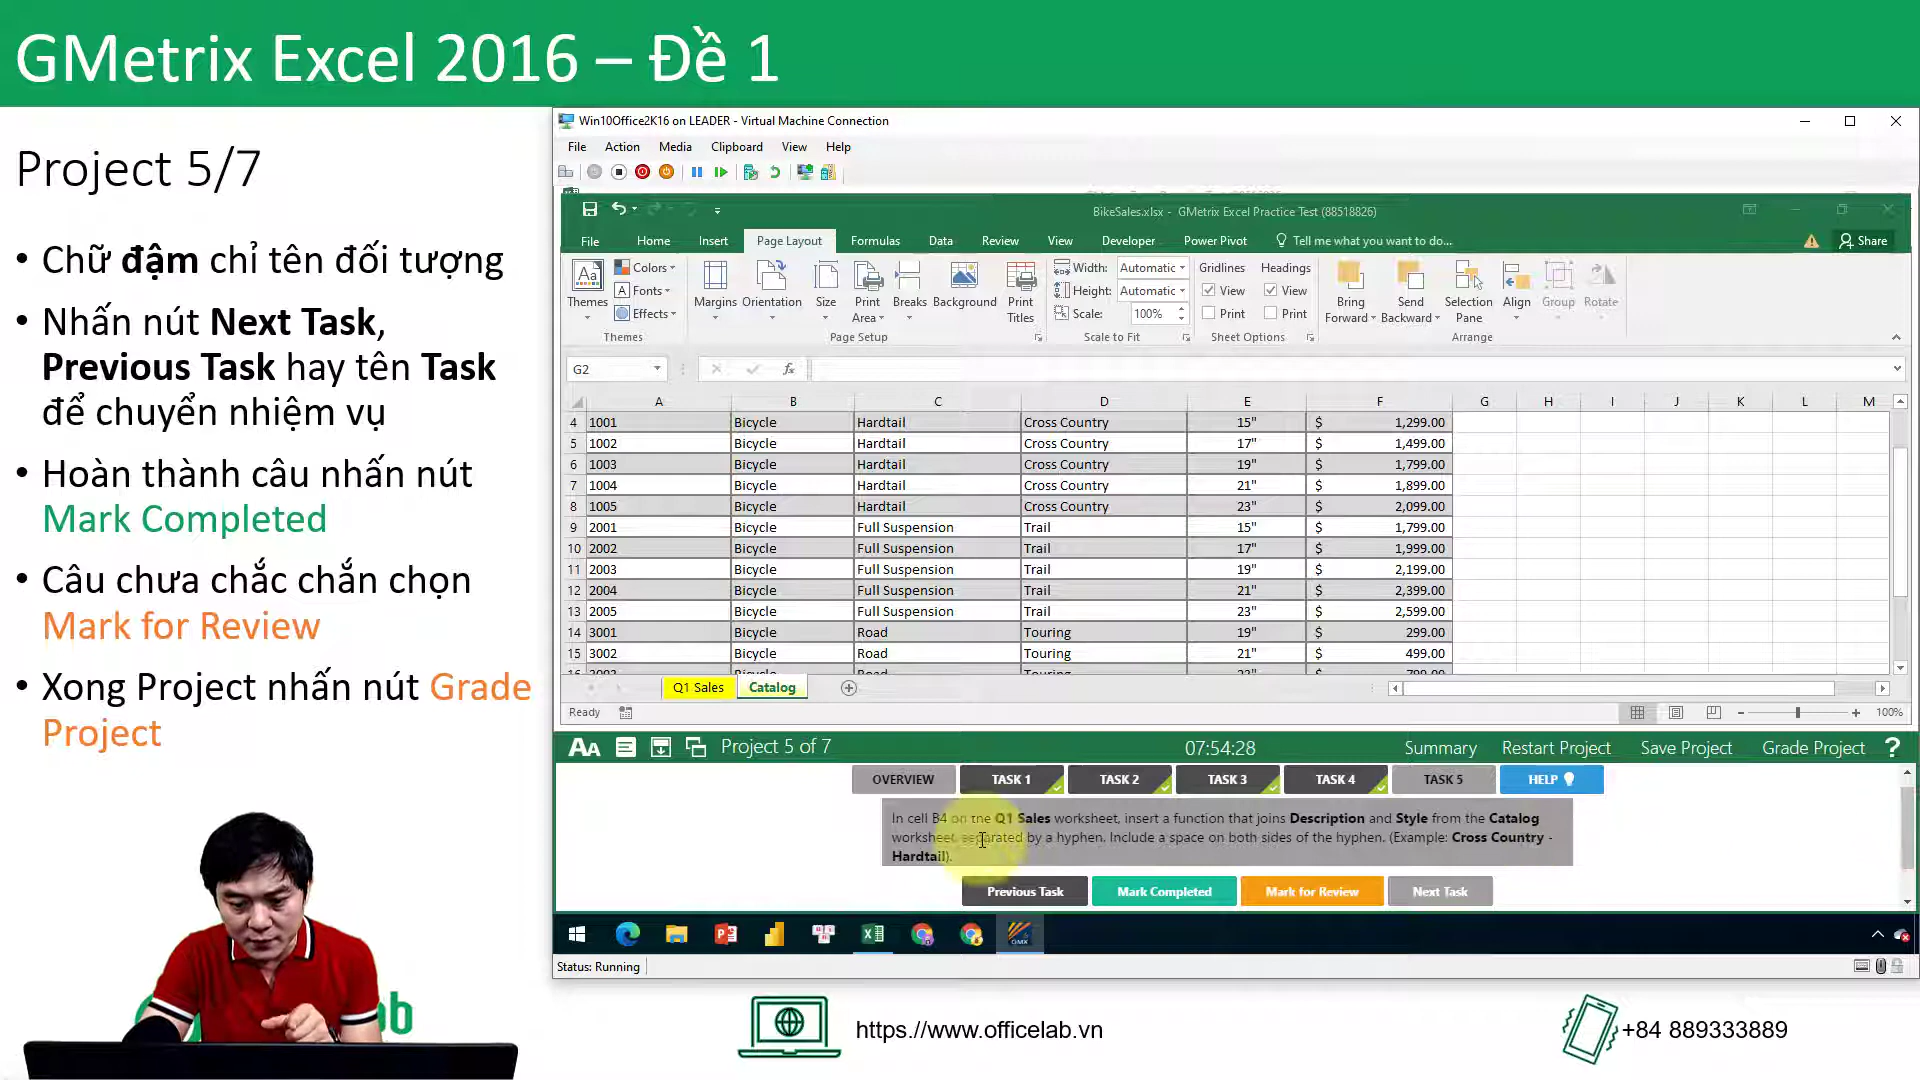 GMetrix Excel 2016 – Đề 1
Project 5/7
• Chữ đậm chỉ tên đối tượng
• Nhấn nút Next Task,
Previous Task hay tên Task
để chuyển nhiệm vụ
• Hoàn thành câu nhấn nút
Mark Completed
• Câu chưa chắc chắn chọn
Mark for Review
• Xong Project nhấn nút Grade
Project
Win10Office2K16 on LEADER - Virtual Machine Connection
File Action Media Clipboard View Help
BikeSales.xlsx - GMetrix Excel Practice Test (88518826)
File Home Insert Page Layout Formulas Data Review View Developer Power Pivot Tell me what you want to do... Share
Colors Width: Automatic Gridlines Headings
Fonts Height: Automatic View View
Themes Margins Orientation Size Print Area Breaks Background Print Titles Bring Forward Send Backward Selection Pane Align Group Rotate
Effects Scale: 100% Print Print
Themes Page Setup Scale to Fit Sheet Options Arrange
G2 fx
A B C D E F G H I J K L M
4 1001 Bicycle Hardtail Cross Country 15" $ 1,299.00
5 1002 Bicycle Hardtail Cross Country 17" $ 1,499.00
6 1003 Bicycle Hardtail Cross Country 19" $ 1,799.00
7 1004 Bicycle Hardtail Cross Country 21" $ 1,899.00
8 1005 Bicycle Hardtail Cross Country 23" $ 2,099.00
9 2001 Bicycle Full Suspension Trail 15" $ 1,799.00
10 2002 Bicycle Full Suspension Trail 17" $ 1,999.00
11 2003 Bicycle Full Suspension Trail 19" $ 2,199.00
12 2004 Bicycle Full Suspension Trail 21" $ 2,399.00
13 2005 Bicycle Full Suspension Trail 23" $ 2,599.00
14 3001 Bicycle Road Touring 19" $ 299.00
15 3002 Bicycle Road Touring 21" $ 499.00
Q1 Sales Catalog
Ready 100%
AA Project 5 of 7 07:54:28 Summary Restart Project Save Project Grade Project ?
OVERVIEW TASK 1 TASK 2 TASK 3 TASK 4 TASK 5 HELP
In cell B4 on the Q1 Sales worksheet, insert a function that joins Description and Style from the Catalog
worksheet, separated by a hyphen. Include a space on both sides of the hyphen. (Example: Cross Country -
Hardtail).
Previous Task Mark Completed Mark for Review Next Task
GMX
Status: Running
https://www.officelab.vn
+84 889333889